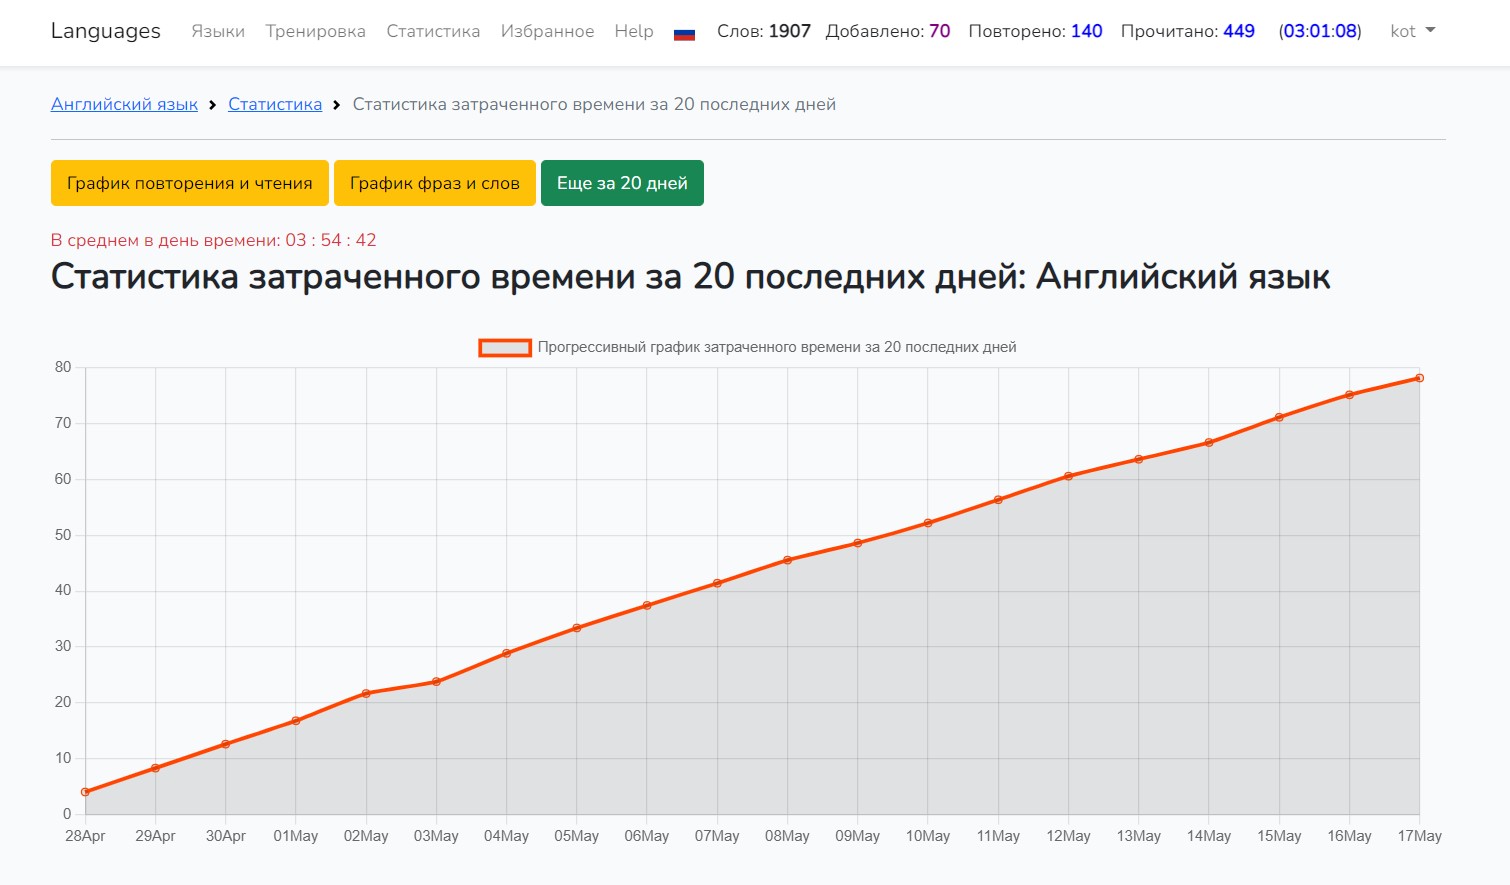 Languages Языки Тренировка Статистика Избранное Help Слов: 1907 Добавлено: 70 Повторено: 140 Прочитано: 449 (03:01:08) kot
Английский язык Статистика Статистика затраченного времени за 20 последних дней
График повторения и чтения График фраз и слов Еще за 20 дней
В среднем в день времени: 03 : 54 : 42
Статистика затраченного времени за 20 последних дней: Английский язык
Прогрессивный график затраченного времени за 20 последних дней
80
70
60
50
40
30
20
10
0
28Apr 29Apr 30Apr 01May 02May 03May 04May 05May 06May 07May 08May 09May 10May 11May 12May 13May 14May 15May 16May 17May